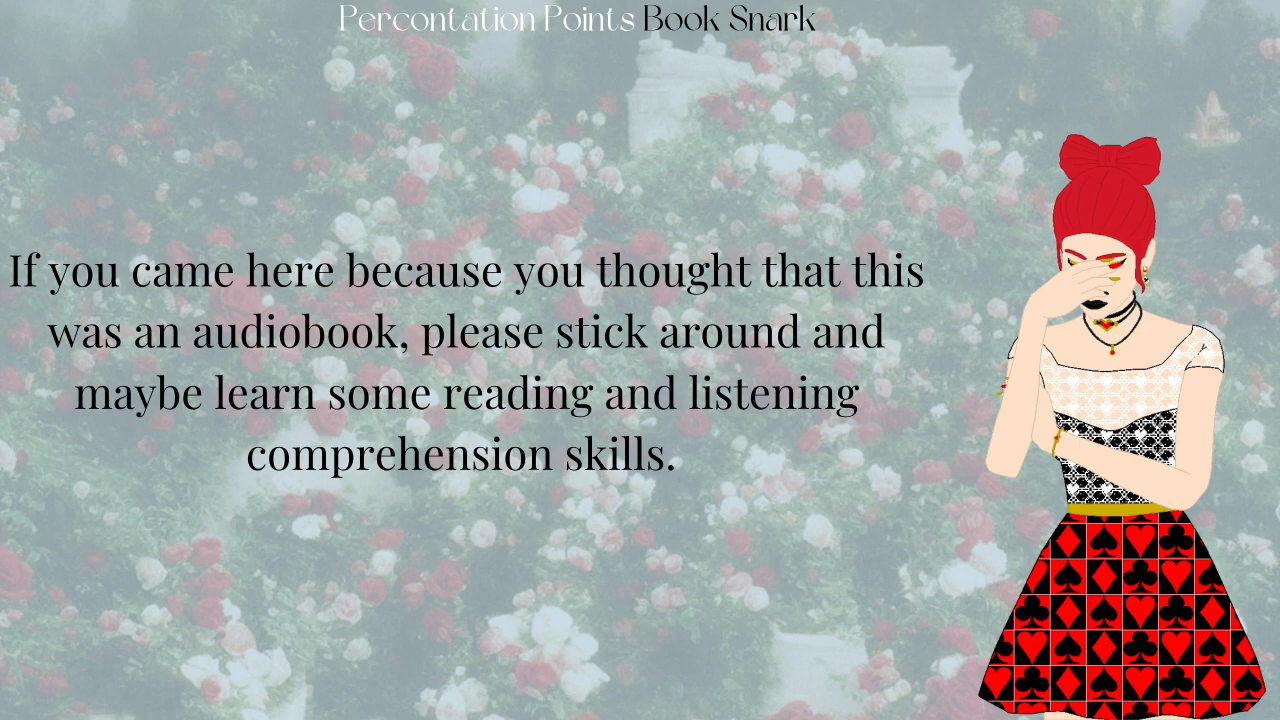 Percontation Points Book Snark
If you came here because you thought that this
was an audiobook, please stick around and
maybe learn some reading and listening
comprehension skills.